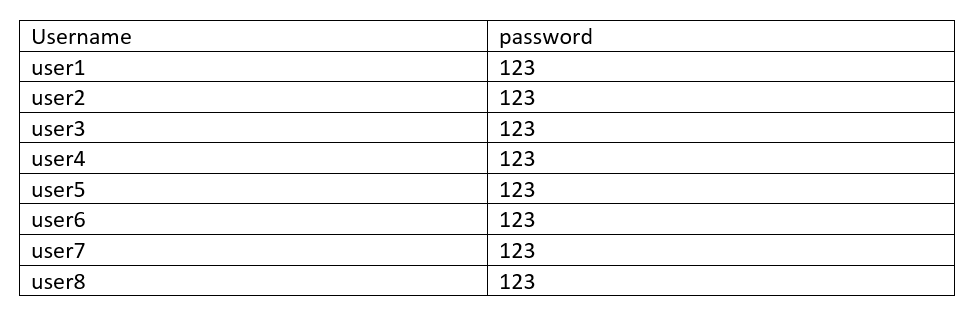 Username password
user1 123
user2 123
user3 123
user4 123
user5 123
user6 123
user7 123
user8 123